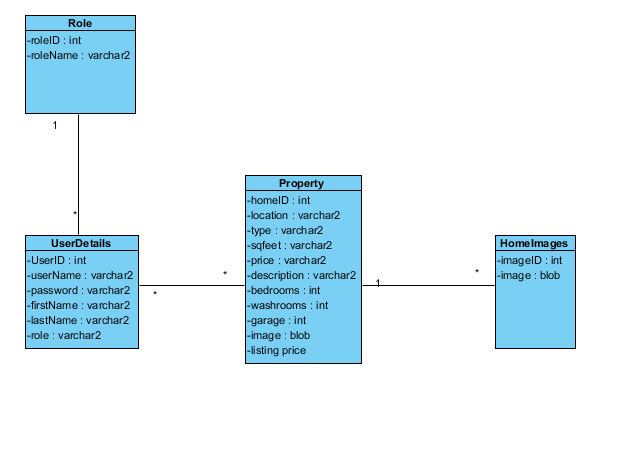 Role
-roleID : int
-roleName : varchar2
1
*
UserDetails
-UserID : int
-userName : varchar2
-password : varchar2
-firstName : varchar2
-lastName : varchar2
-role : varchar2
*
*
Property
-homeID : int
-location : varchar2
-type : varchar2
-sqfeet : varchar2
-price : varchar2
-description : varchar2
-bedrooms : int
-washrooms : int
-garage : int
-image : blob
-listing price
1
*
HomeImages
-imageID : int
-image : blob